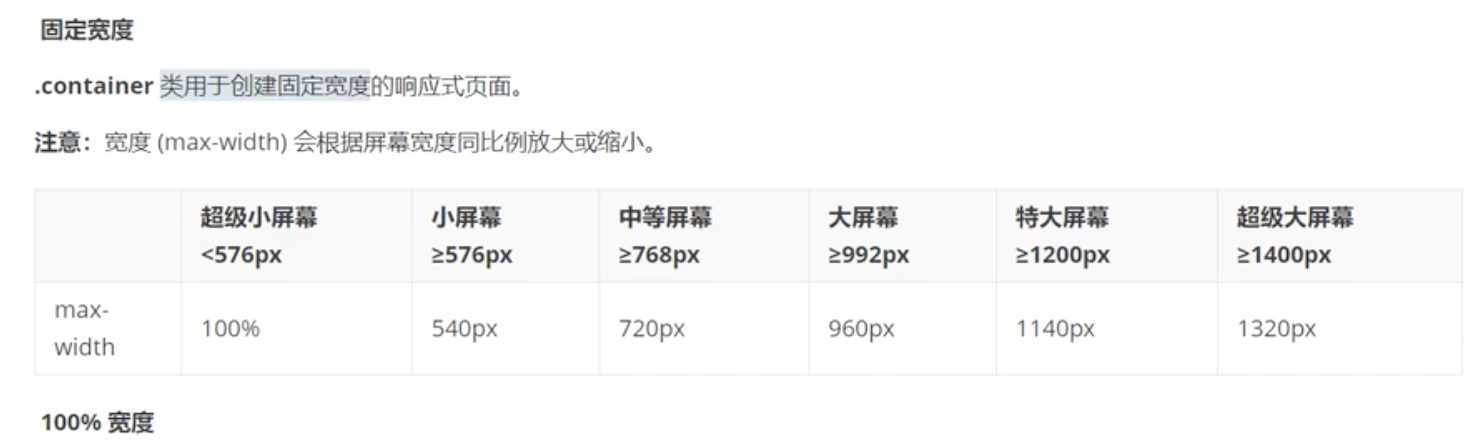 固定宽度
.container 类用于创建固定宽度的响应式页面。
注意：宽度 (max-width) 会根据屏幕宽度同比例放大或缩小。
超级小屏幕 小屏幕 中等屏幕 大屏幕 特大屏幕 超级大屏幕
<576px ≥576px ≥768px ≥992px ≥1200px ≥1400px
max-
width 100% 540px 720px 960px 1140px 1320px
100% 宽度